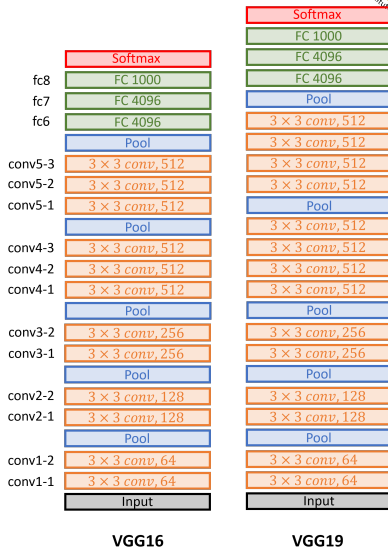 Softmax
fc8 FC 1000
fc7 FC 4096
fc6 FC 4096
Pool
conv5-3 3 × 3 conv, 512
conv5-2 3 × 3 conv, 512
conv5-1 3 × 3 conv, 512
Pool
conv4-3 3 × 3 conv, 512
conv4-2 3 × 3 conv, 512
conv4-1 3 × 3 conv, 512
Pool
conv3-2 3 × 3 conv, 256
conv3-1 3 × 3 conv, 256
Pool
conv2-2 3 × 3 conv, 128
conv2-1 3 × 3 conv, 128
Pool
conv1-2 3 × 3 conv, 64
conv1-1 3 × 3 conv, 64
Input
VGG16
Softmax
FC 1000
FC 4096
FC 4096
Pool
3 × 3 conv, 512
3 × 3 conv, 512
3 × 3 conv, 512
3 × 3 conv, 512
Pool
3 × 3 conv, 512
3 × 3 conv, 512
3 × 3 conv, 512
3 × 3 conv, 512
Pool
3 × 3 conv, 256
3 × 3 conv, 256
Pool
3 × 3 conv, 128
3 × 3 conv, 128
Pool
3 × 3 conv, 64
3 × 3 conv, 64
Input
VGG19